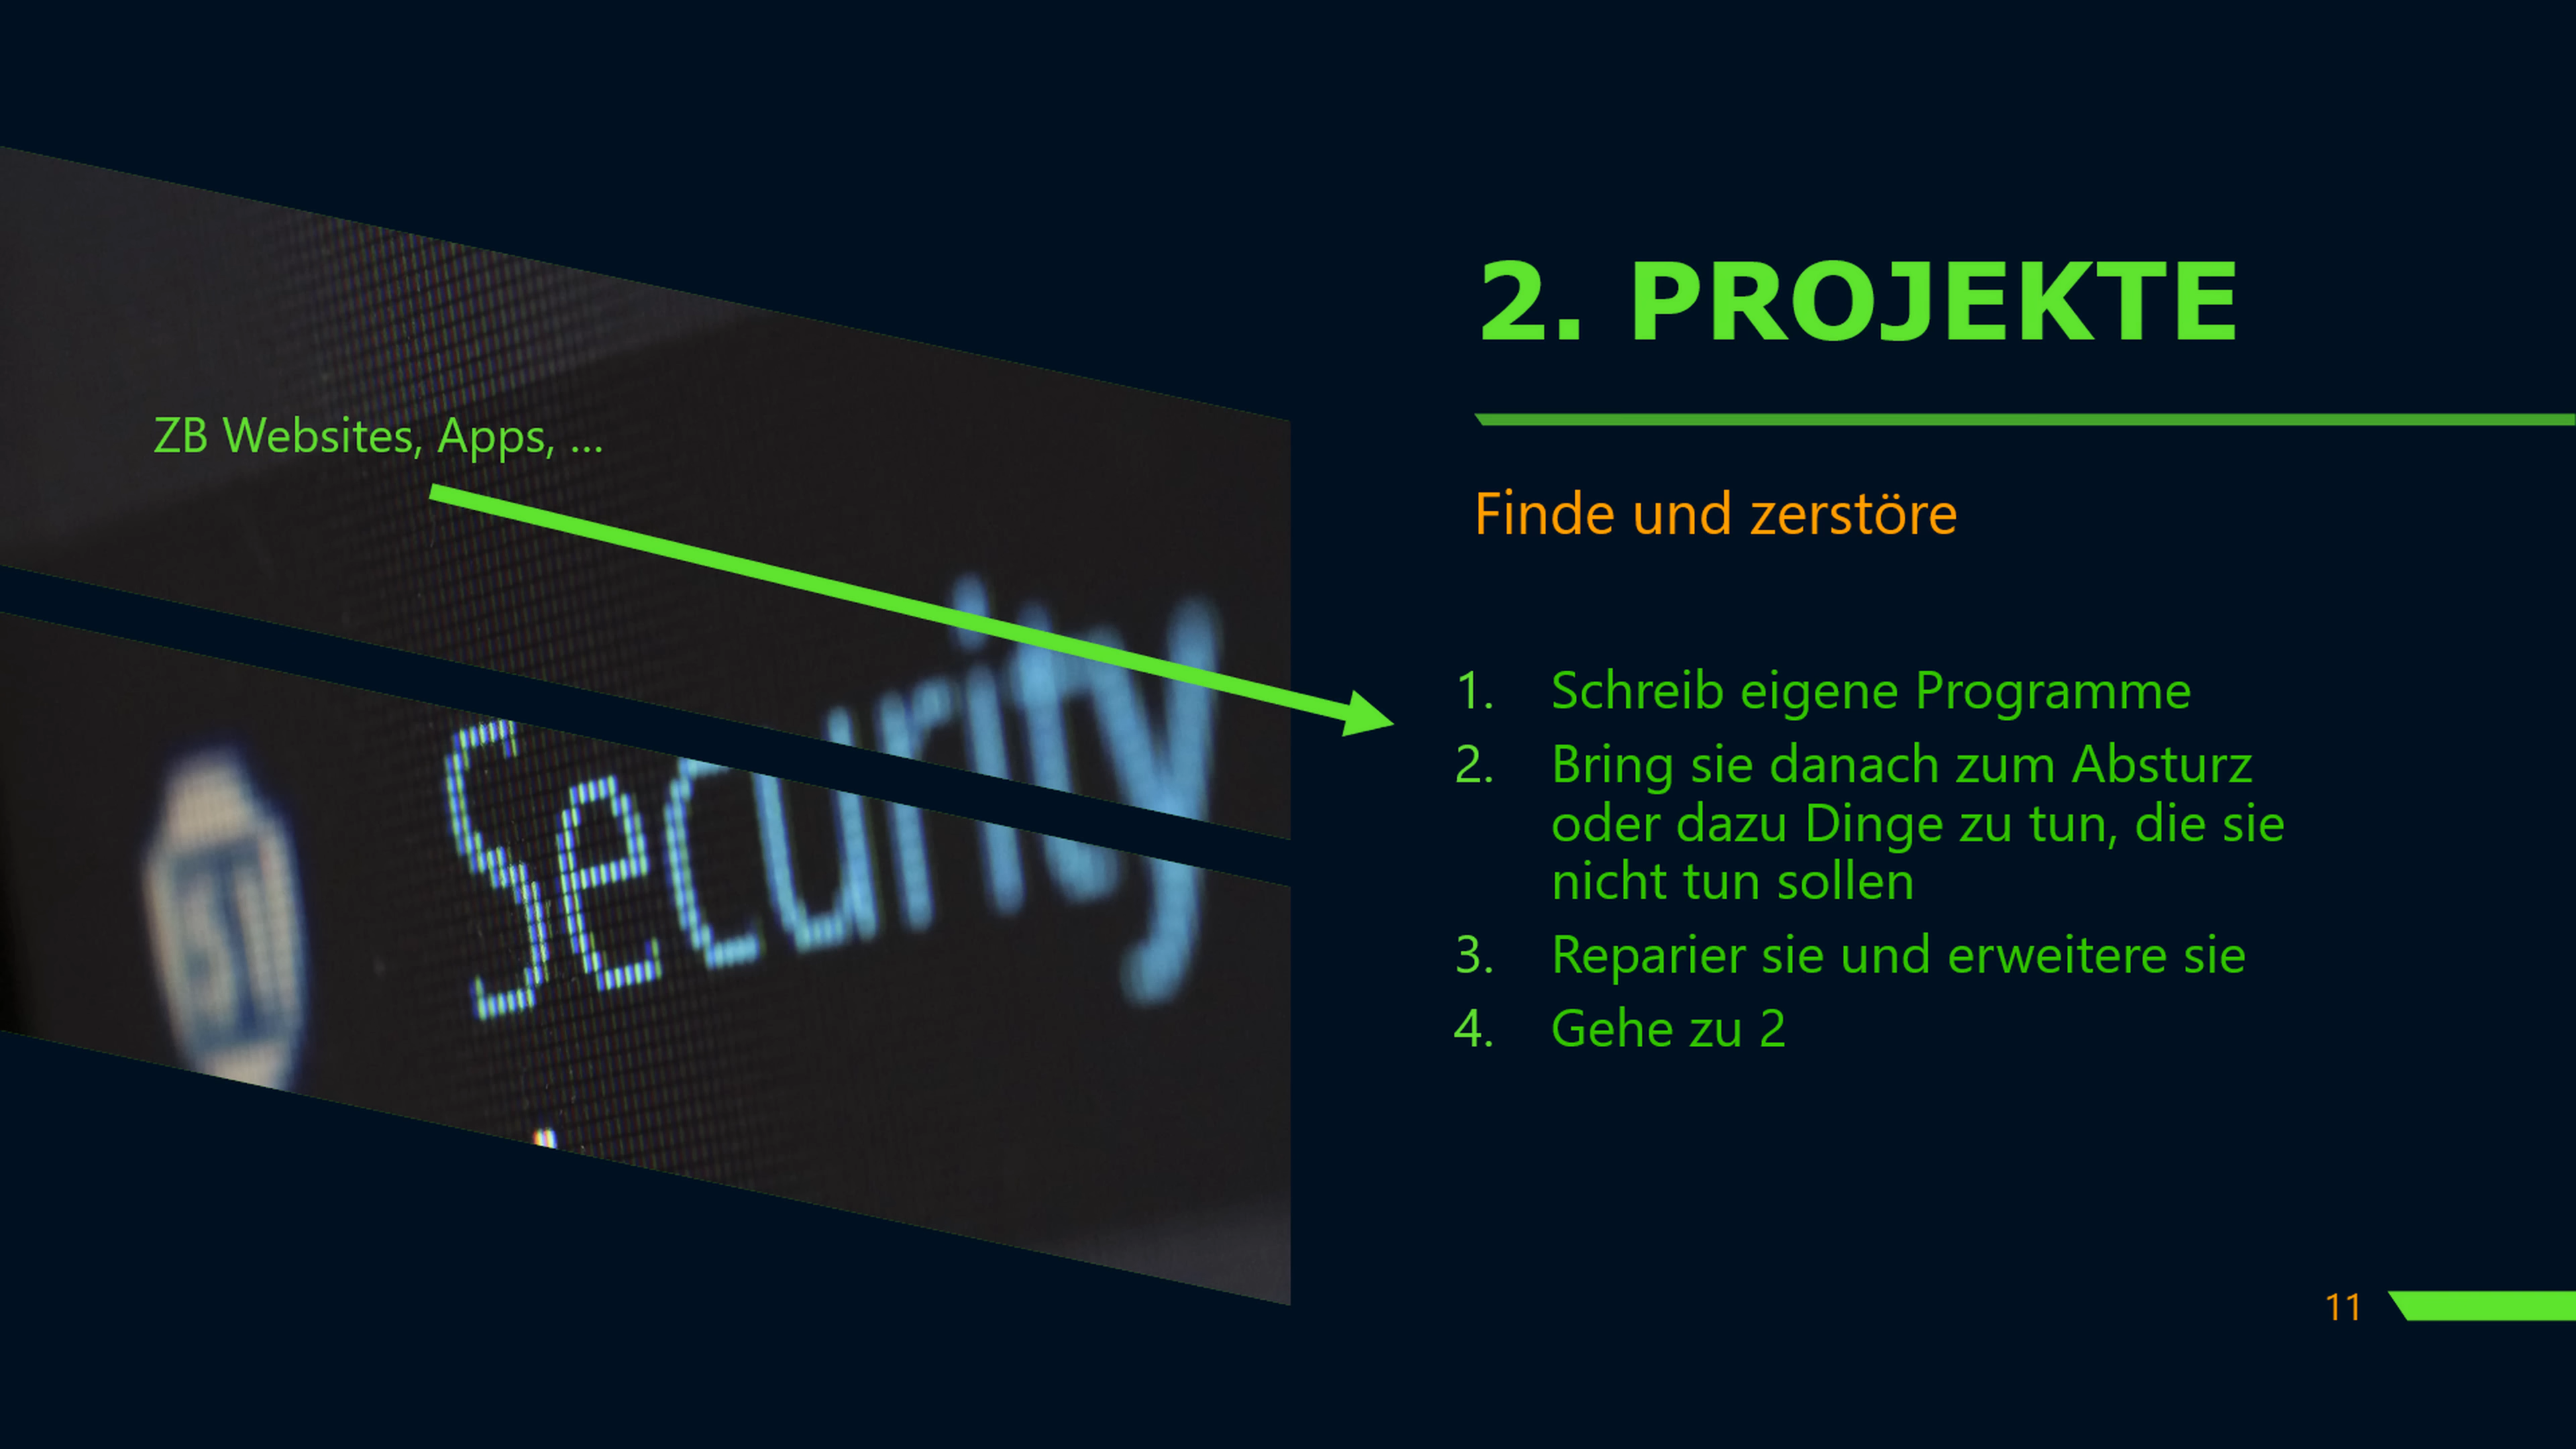 2. PROJEKTE
ZB Websites, Apps, ...
Finde und zerstöre
1. Schreib eigene Programme
2. Bring sie danach zum Absturz
oder dazu Dinge zu tun, die sie
nicht tun sollen
3. Reparier sie und erweitere sie
4. Gehe zu 2
Security
11